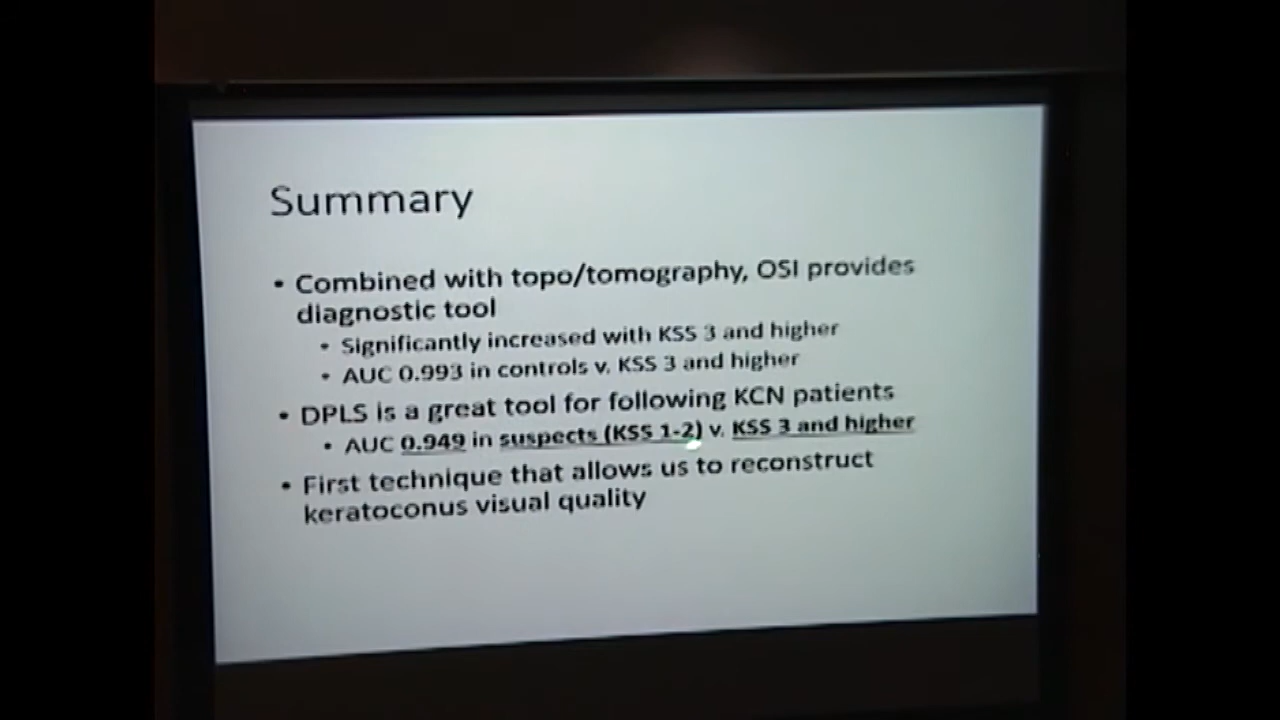 Summary
• Combined with topo/tomography, OSI provides
diagnostic tool
• Significantly increased with KSS 3 and higher
• AUC 0.993 in controls v. KSS 3 and higher
• DPLS is a great tool for following KCN patients
• AUC 0.949 in suspects (KSS 1-2) v. KSS 3 and higher
• First technique that allows us to reconstruct
keratoconus visual quality